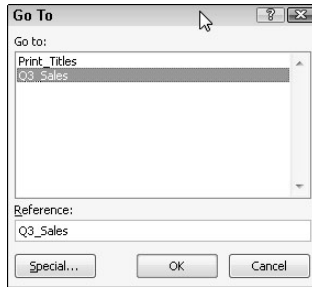 Go To
Go to:
Print_Titles
Q3_Sales
Reference:
Q3_Sales
Special... OK Cancel